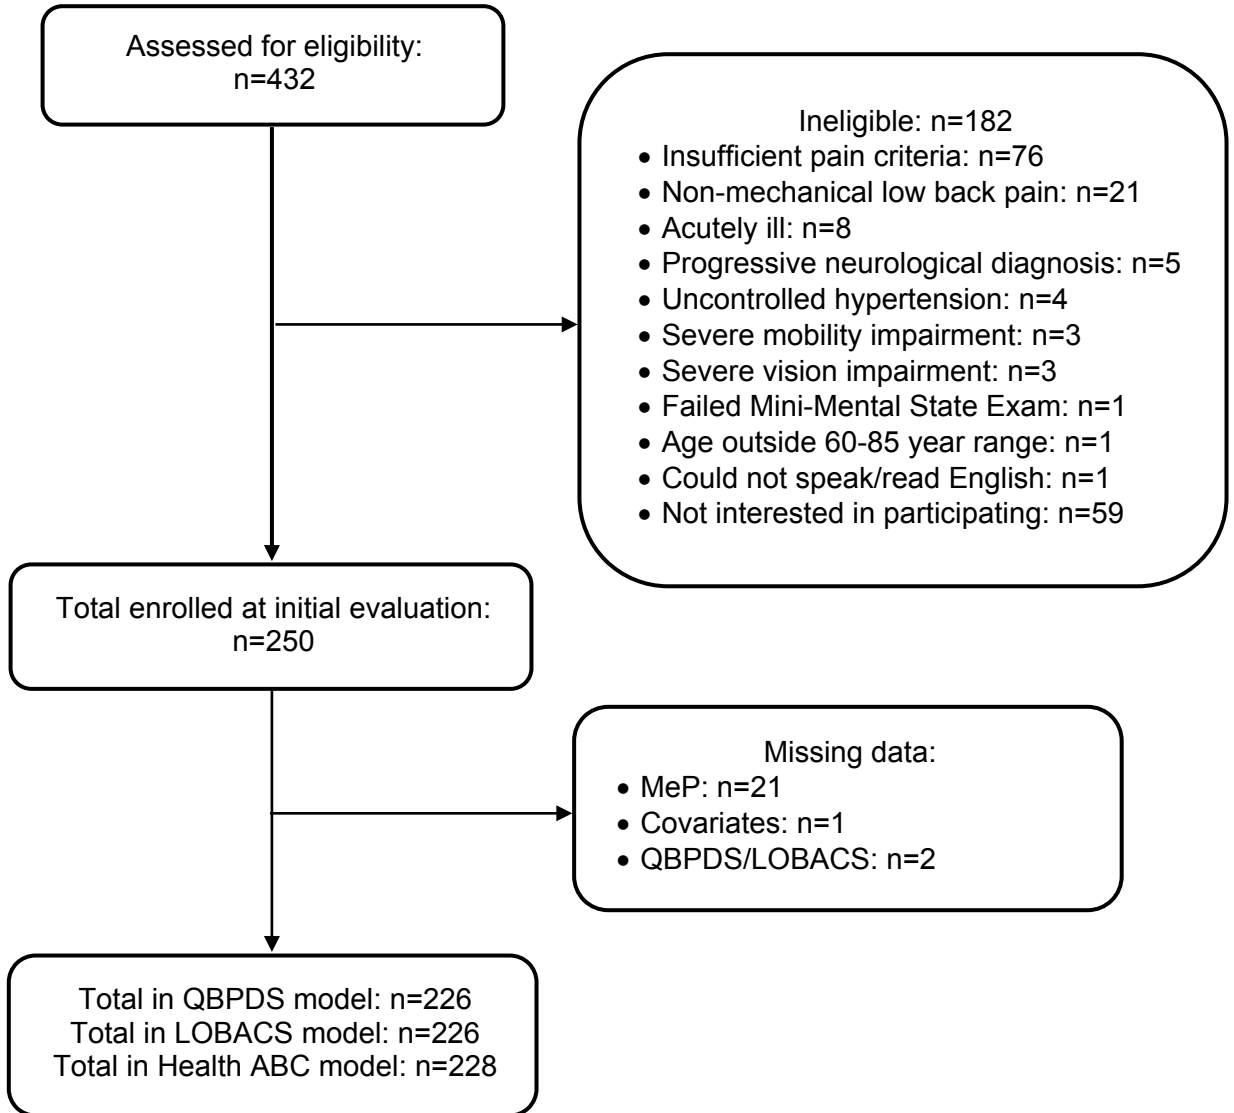 Assessed for eligibility:
n=432
Ineligible: n=182
• Insufficient pain criteria: n=76
• Non-mechanical low back pain: n=21
• Acutely ill: n=8
• Progressive neurological diagnosis: n=5
• Uncontrolled hypertension: n=4
• Severe mobility impairment: n=3
• Severe vision impairment: n=3
• Failed Mini-Mental State Exam: n=1
• Age outside 60-85 year range: n=1
• Could not speak/read English: n=1
• Not interested in participating: n=59
Total enrolled at initial evaluation:
n=250
Missing data:
• MeP: n=21
• Covariates: n=1
• QBPDS/LOBACS: n=2
Total in QBPDS model: n=226
Total in LOBACS model: n=226
Total in Health ABC model: n=228